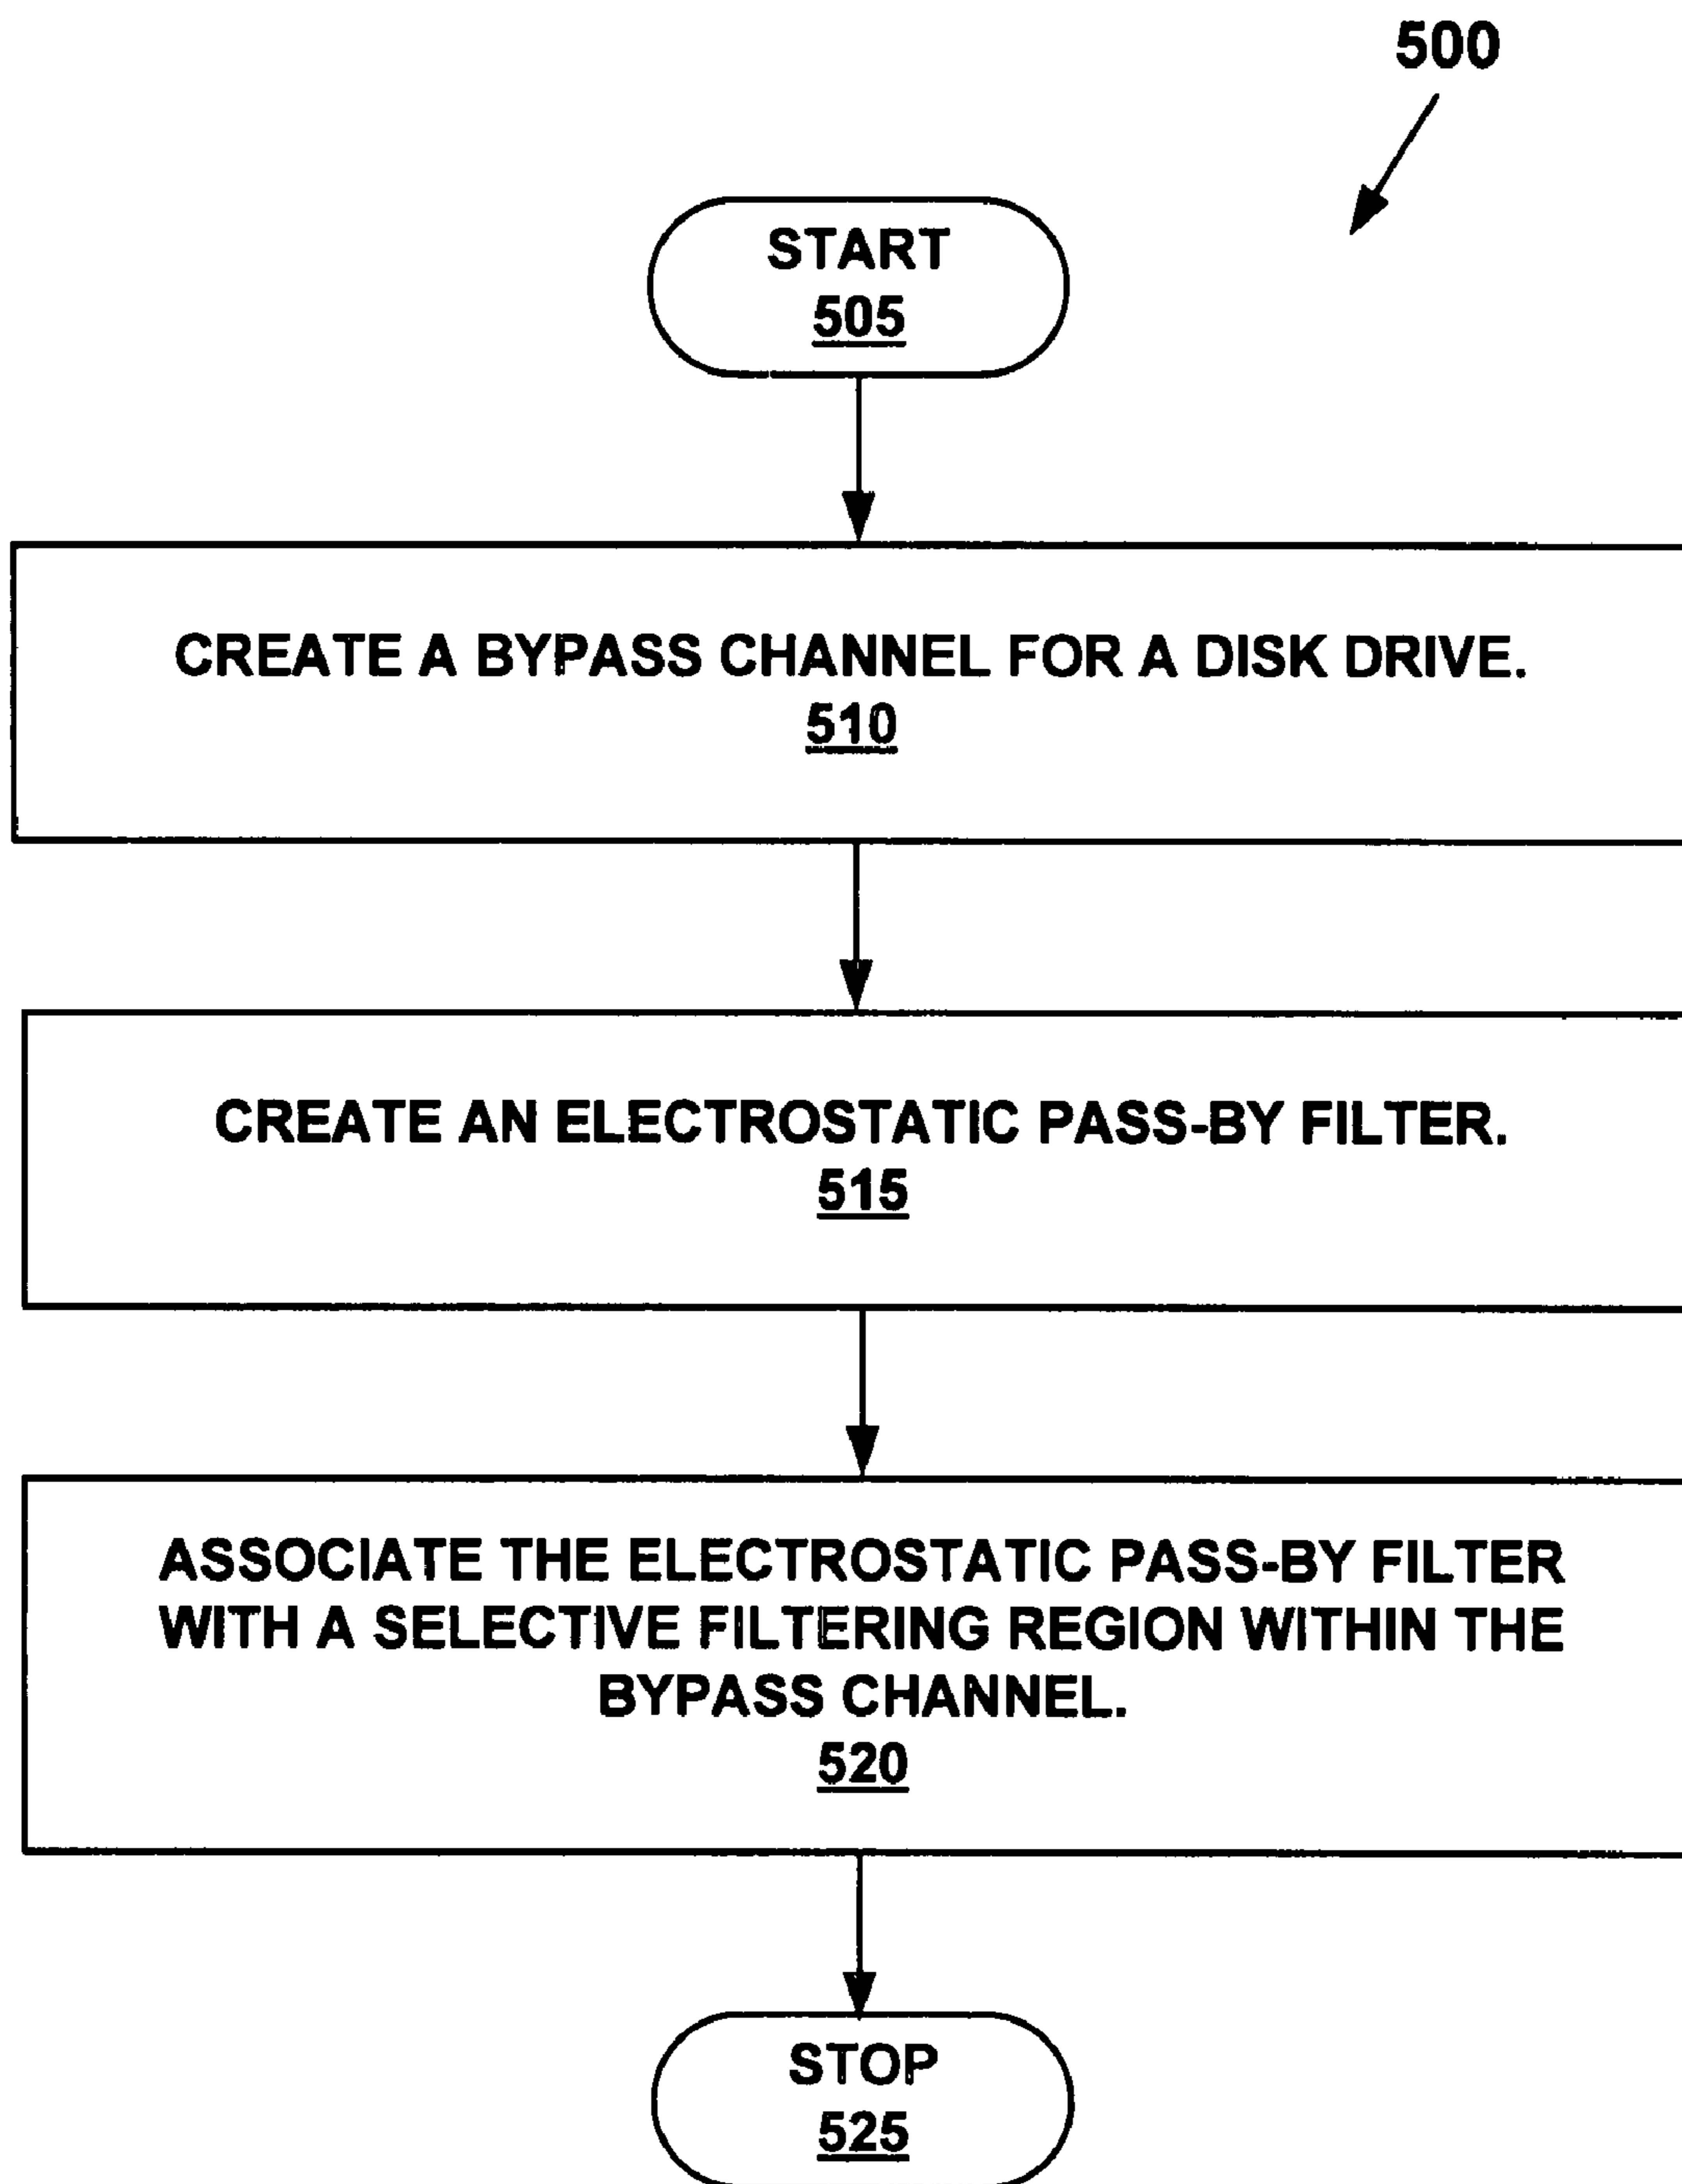 500
START
505
CREATE A BYPASS CHANNEL FOR A DISK DRIVE.
510
CREATE AN ELECTROSTATIC PASS-BY FILTER.
515
ASSOCIATE THE ELECTROSTATIC PASS-BY FILTER
WITH A SELECTIVE FILTERING REGION WITHIN THE
BYPASS CHANNEL.
520
STOP
525